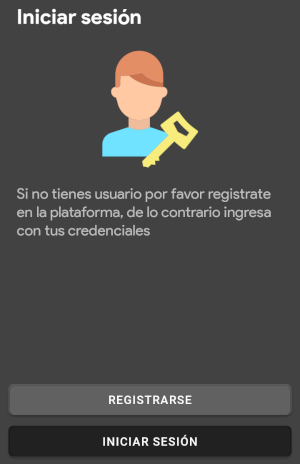 Iniciar sesión
Si no tienes usuario por favor registrate
en la plataforma, de lo contrario ingresa
con tus credenciales
REGISTRARSE
INICIAR SESIÓN